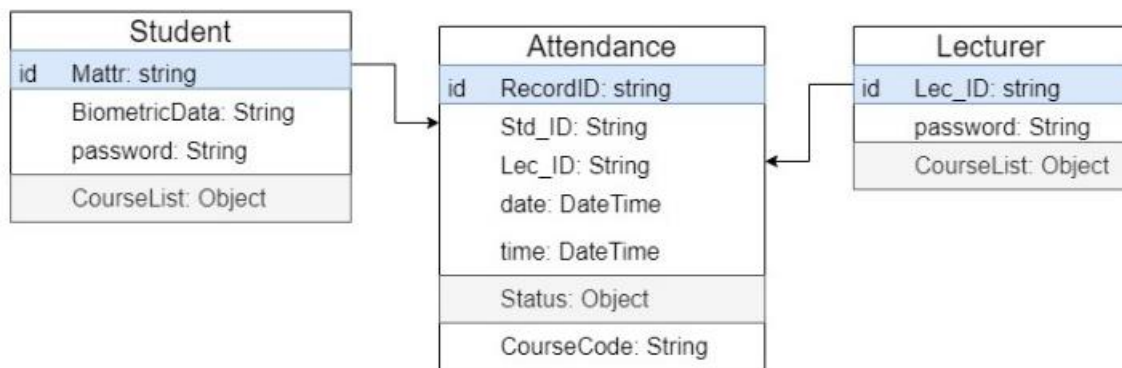 Student
id Mattr: string
BiometricData: String
password: String
CourseList: Object
Attendance
id RecordID: string
Std_ID: String
Lec_ID: String
date: DateTime
time: DateTime
Status: Object
CourseCode: String
Lecturer
id Lec_ID: string
password: String
CourseList: Object